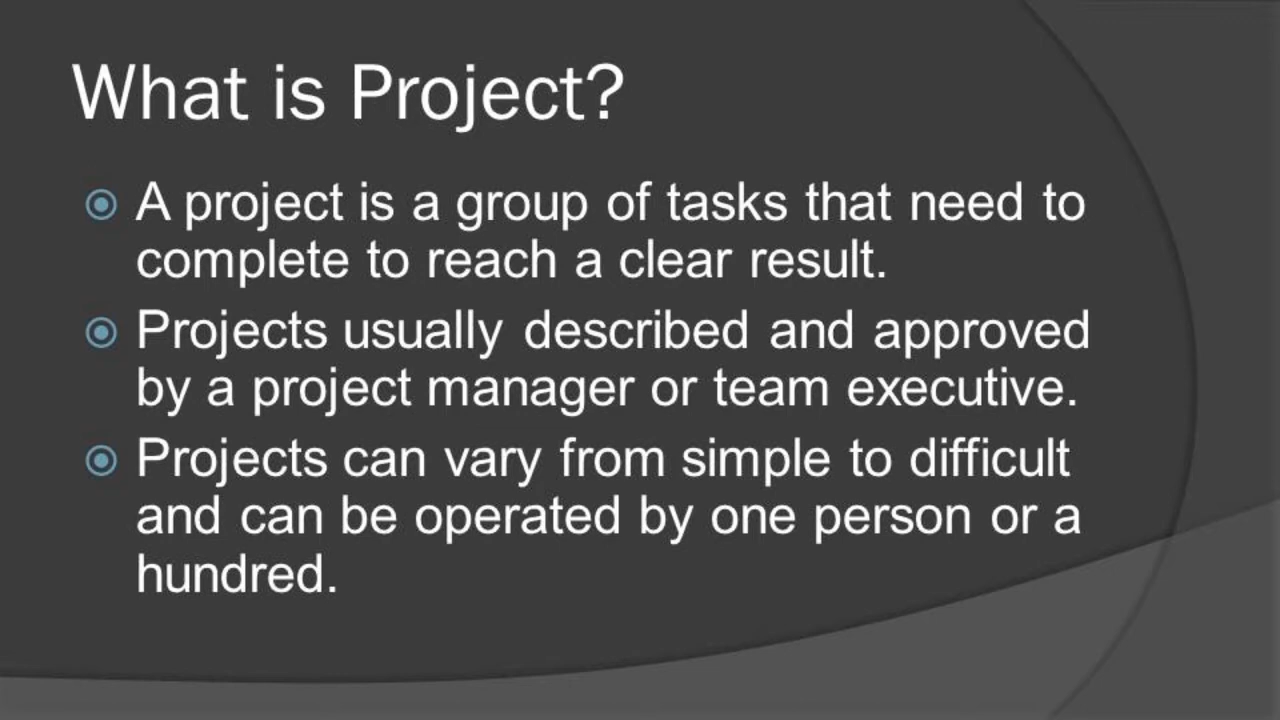 What is Project?
A project is a group of tasks that need to
complete to reach a clear result.
Projects usually described and approved
by a project manager or team executive.
Projects can vary from simple to difficult
and can be operated by one person or a
hundred.